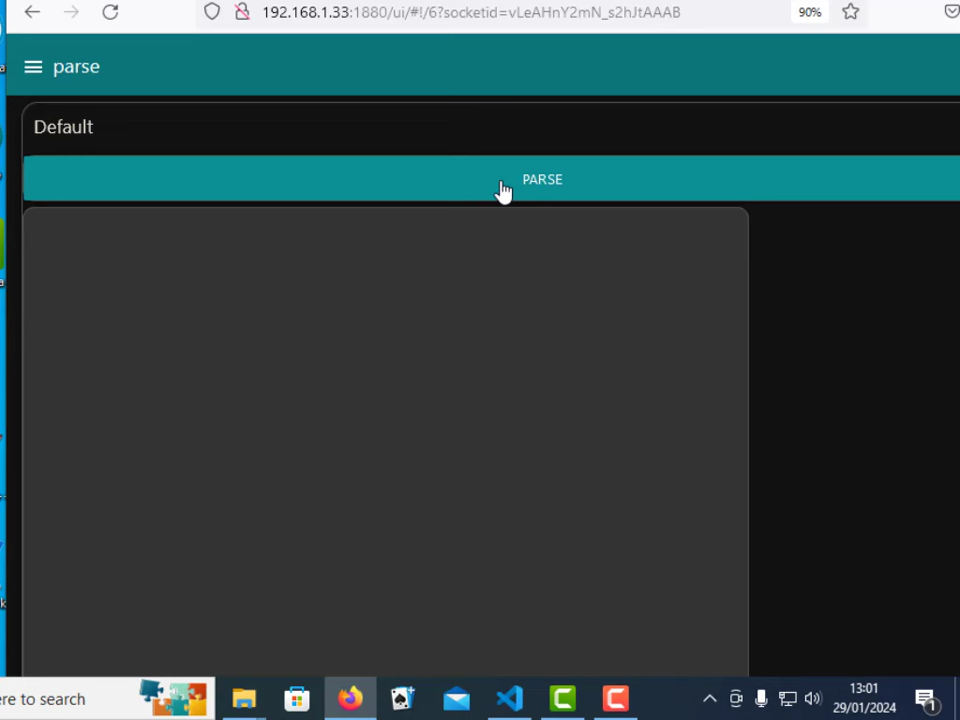 192.168.1.33:1880/ui/#!/6?socketid=vLeAHnY2mN_s2hJtAAAB
90%
parse
Default
PARSE
ere to search
13:01
29/01/2024
1